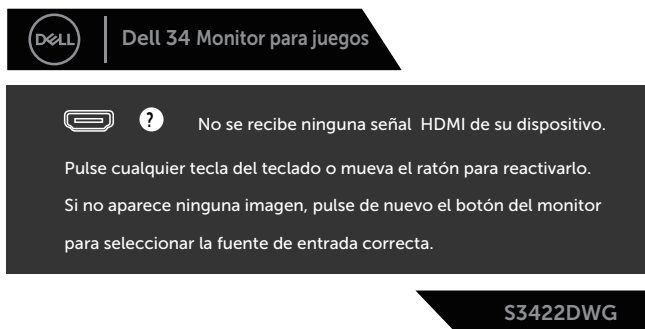 DELL
Dell 34 Monitor para juegos
? No se recibe ninguna señal HDMI de su dispositivo.
Pulse cualquier tecla del teclado o mueva el ratón para reactivarlo.
Si no aparece ninguna imagen, pulse de nuevo el botón del monitor
para seleccionar la fuente de entrada correcta.
S3422DWG